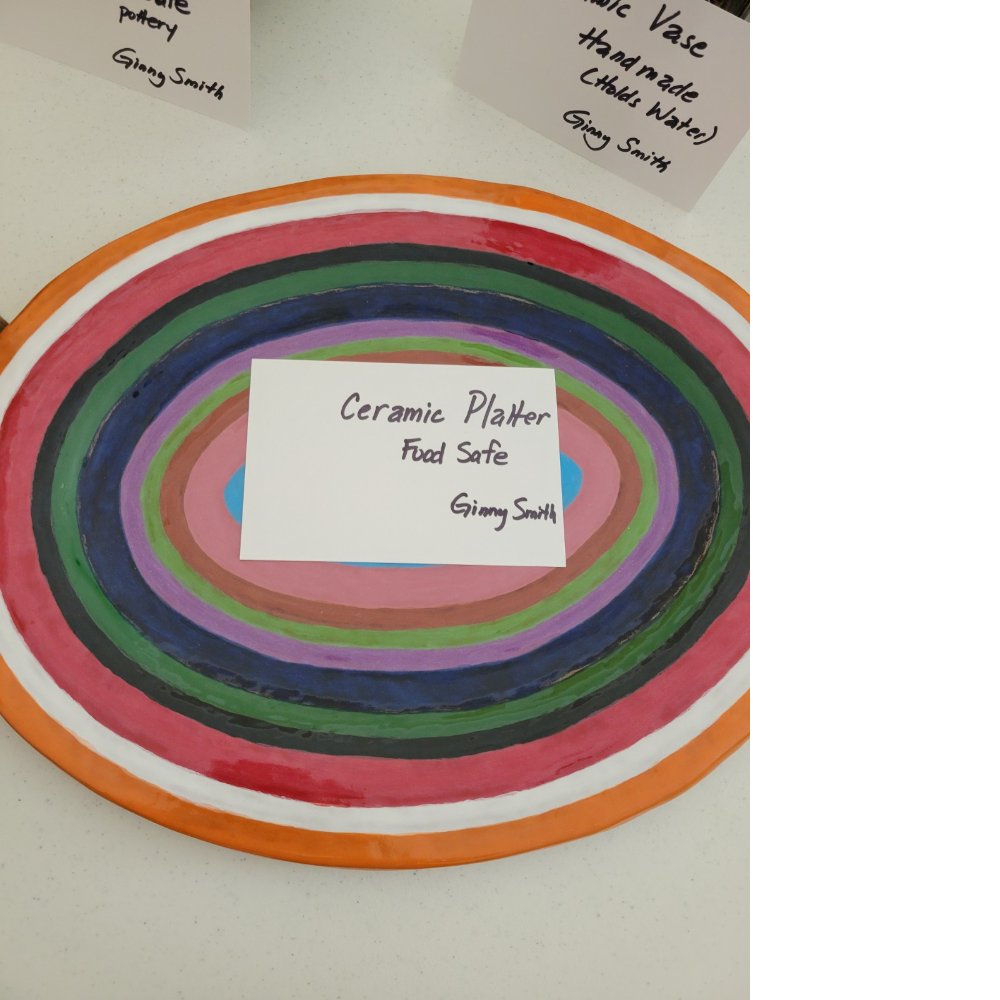 pottery
Ginny Smith
Vase
Handmade
(Holds Water)
Ginny Smith
Ceramic Platter
Food Safe
Ginny Smith